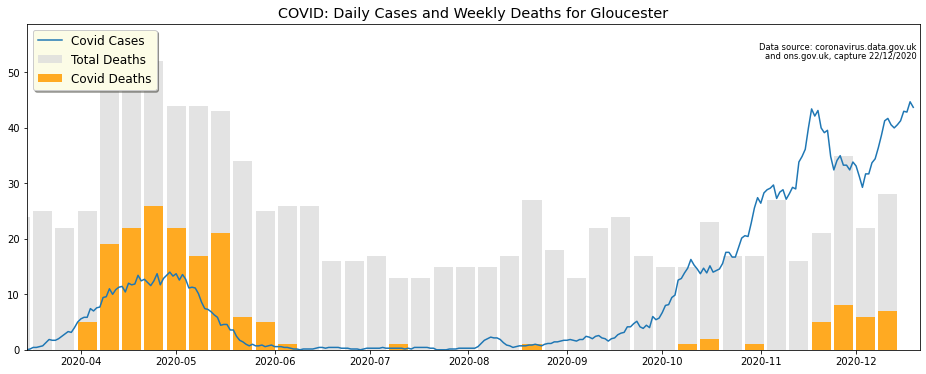 COVID: Daily Cases and Weekly Deaths for Gloucester
Covid Cases
Total Deaths
Covid Deaths
Data source: coronavirus.data.gov.uk
and ons.gov.uk, capture 22/12/2020
50
40
30
20
10
0
2020-04 2020-05 2020-06 2020-07 2020-08 2020-09 2020-10 2020-11 2020-12